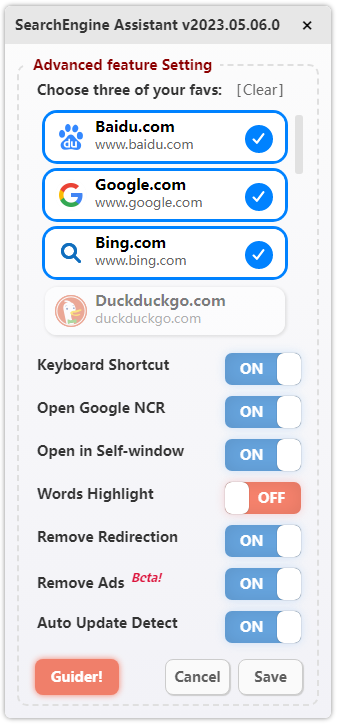 SearchEngine Assistant v2023.05.06.0 ×
Advanced feature Setting
Choose three of your favs: [Clear]
du
Baidu.com
www.baidu.com
Google.com
www.google.com
Bing.com
www.bing.com
Duckduckgo.com
duckduckgo.com
Keyboard Shortcut ON
Open Google NCR ON
Open in Self-window ON
Words Highlight OFF
Remove Redirection ON
Remove Ads Beta! ON
Auto Update Detect ON
Guider! Cancel Save